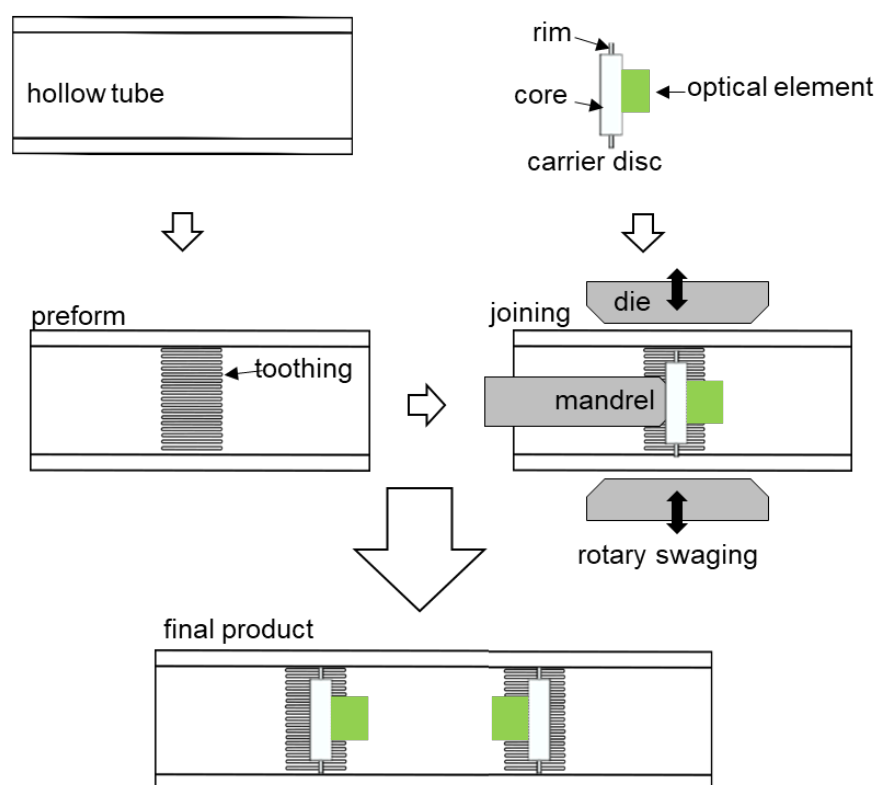 hollow tube
rim
core
optical element
carrier disc
preform
toothing
joining
die
mandrel
rotary swaging
final product